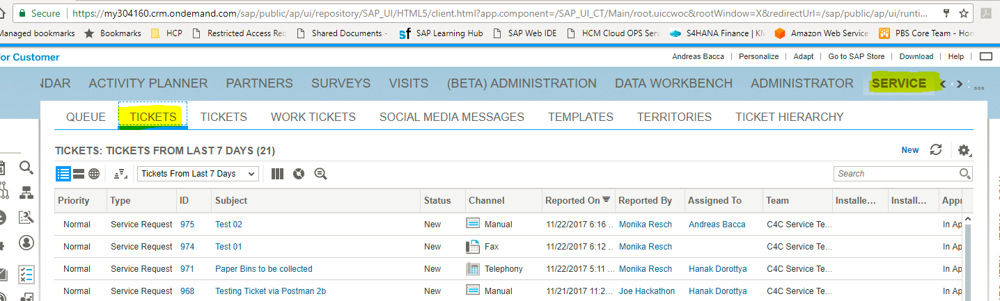 Secure https://my304160.crm.ondemand.com/sap/public/ap/ui/repository/SAP_UI/HTML5/client.html?app.component=/SAP_UI_CT/Main/root.uiccwoc&rootWindow=X&redirectUrl=/sap/public/ap/ui/runti...
Managed bookmarks Bookmarks HCP Restricted Access Rec Shared Documents - SAP Learning Hub SAP Web IDE HCM Cloud OPS Serv S4HANA Finance | KM Amazon Web Service PBS Core Team - Hon
for Customer Andreas Bacca Personalize Adapt Go to SAP Store Download Help
NDAR ACTIVITY PLANNER PARTNERS SURVEYS VISITS (BETA) ADMINISTRATION DATA WORKBENCH ADMINISTRATOR SERVICE
QUEUE TICKETS TICKETS WORK TICKETS SOCIAL MEDIA MESSAGES TEMPLATES TERRITORIES TICKET HIERARCHY
TICKETS: TICKETS FROM LAST 7 DAYS (21) New
Tickets From Last 7 Days Search
Priority Type ID Subject Status Channel Reported On Reported By Assigned To Team Installe... Install... Appr
Normal Service Request 975 Test 02 New Manual 11/22/2017 6:16 .. Monika Resch Andreas Bacca C4C Service Te... In Ap
Normal Service Request 974 Test 01 New Fax 11/22/2017 6:12 .. Monika Resch C4C Service Te... In Ap
Normal Service Request 971 Paper Bins to be collected New Telephony 11/22/2017 5:11 ... Monika Resch Hanak Dorottya C4C Service Te... In Ap
Normal Service Request 968 Testing Ticket via Postman 2b New Manual 11/21/2017 11:2... Joe Hackathon Hanak Dorottya C4C Service Te... In Ap